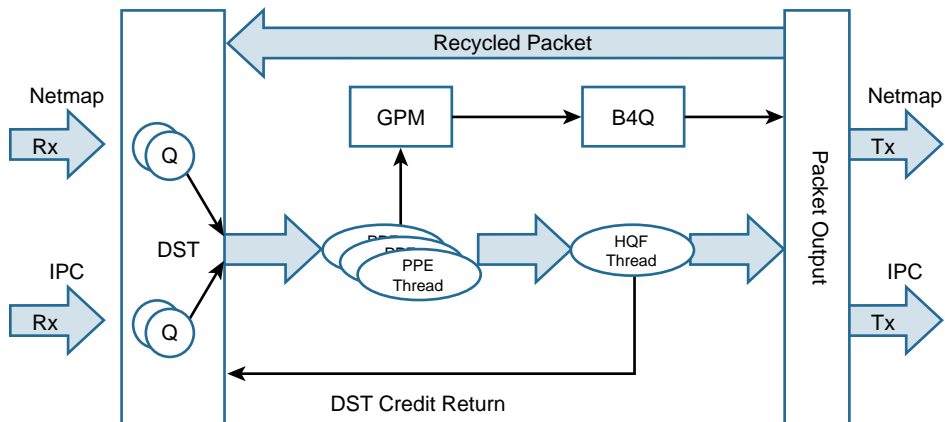 Recycled Packet
Netmap
Netmap
GPM
B4Q
Rx
Q
Tx
Packet Output
DST
HQF
Thread
PPE
Thread
IPC
IPC
Rx
Q
Tx
DST Credit Return